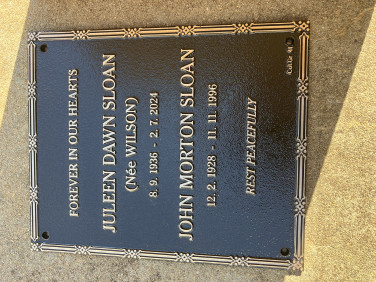 FOREVER IN OUR HEARTS
JULEEN DAWN SLOAN
(Née WILSON)
8. 9. 1936 - 2. 7. 2024
JOHN MORTON SLOAN
12. 2. 1928 - 11. 11. 1996
REST PEACEFULLY